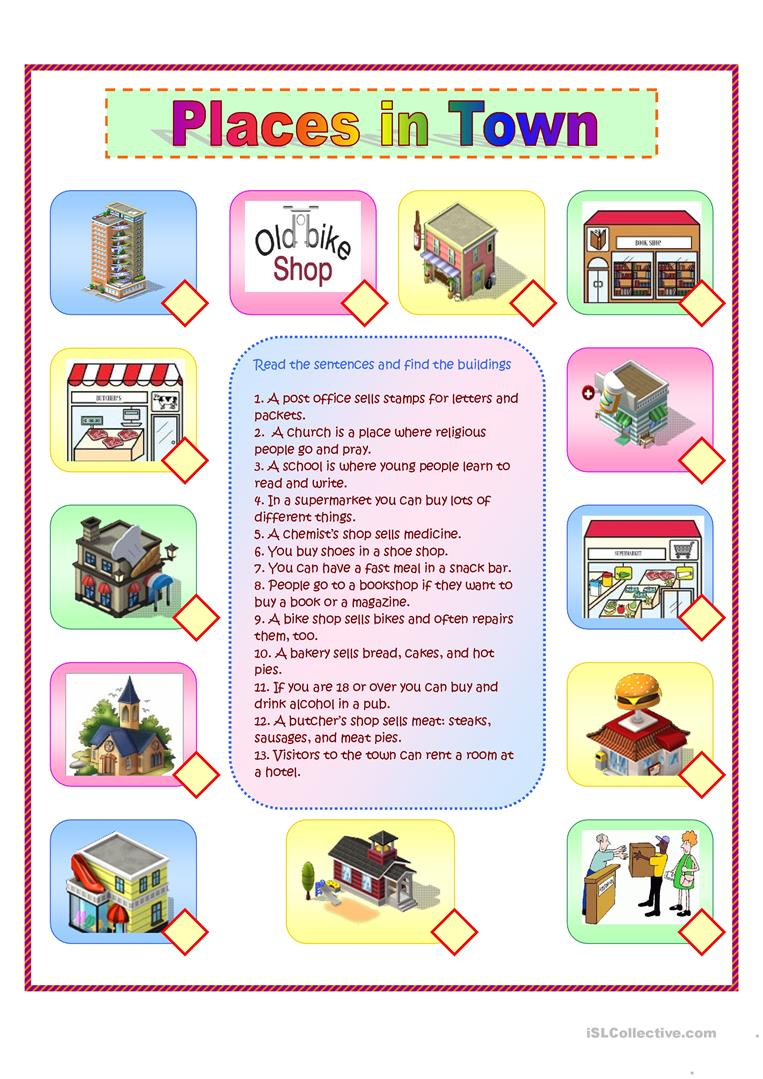 Places in Town
Old bike
Shop
BOOK SHOP
Read the sentences and find the buildings
1. A post office sells stamps for letters and
packets.
2. A church is a place where religious
people go and pray.
3. A school is where young people learn to
read and write.
4. In a supermarket you can buy lots of
different things.
5. A chemist's shop sells medicine.
6. You buy shoes in a shoe shop.
7. You can have a fast meal in a snack bar.
8. People go to a bookshop if they want to
buy a book or a magazine.
9. A bike shop sells bikes and often repairs
them, too.
10. A bakery sells bread, cakes, and hot
pies.
11. If you are 18 or over you can buy and
drink alcohol in a pub.
12. A butcher's shop sells meat: steaks,
sausages, and meat pies.
13. Visitors to the town can rent a room at
a hotel.
BUTCHER'S
SUPERMARKET
iSLCollective.com